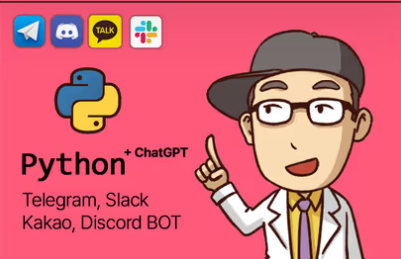 TALK
Python + ChatGPT
Telegram, Slack
Kakao, Discord BOT